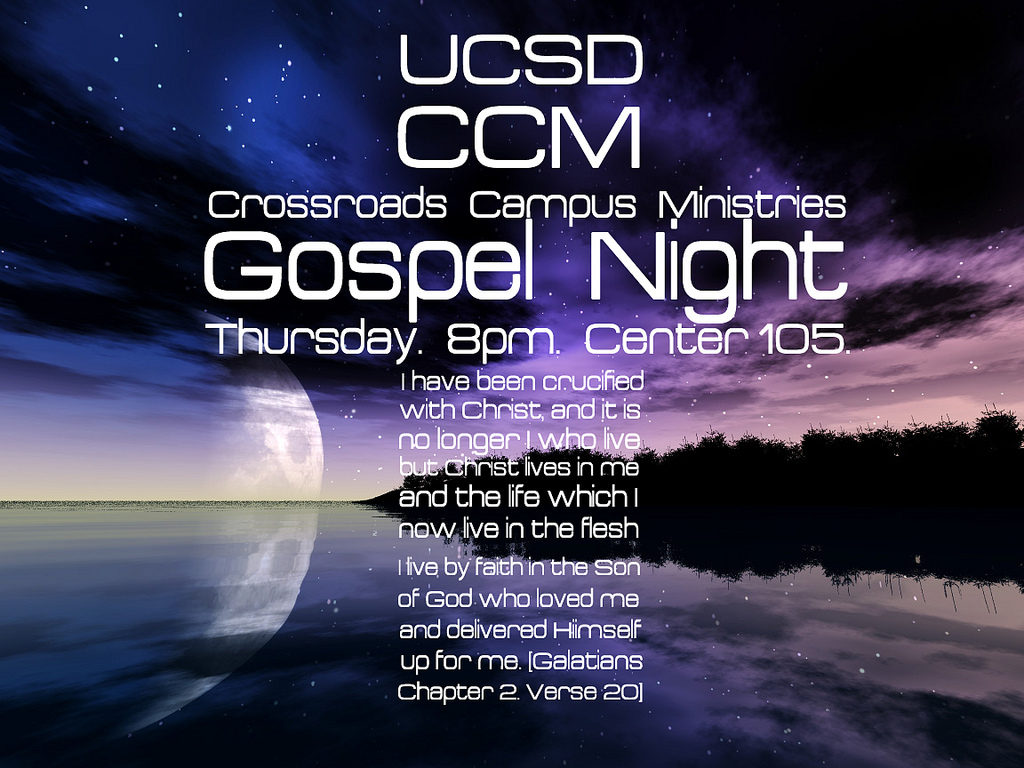 UCSD
CCM
Crossroads Campus Ministries
Gospel Night
Thursday. 8pm. Center 105.
I have been crucified
with Christ, and it is
no longer I who live
but Christ lives in me
and the life which I
now live in the flesh
I live by faith in the Son
of God who loved me
and delivered Himself
up for me. [Galatians
Chapter 2. Verse 20]